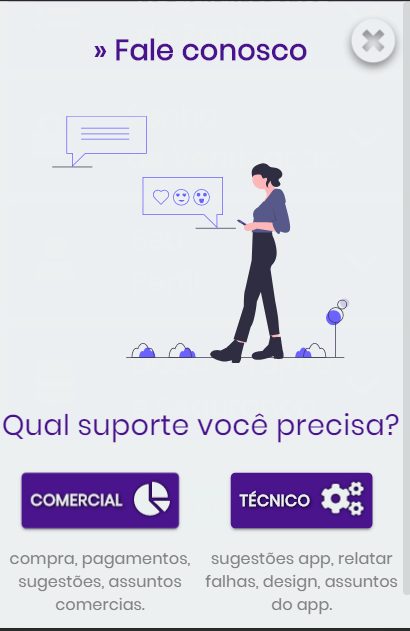 » Fale conosco
Qual suporte você precisa?
COMERCIAL
TÉCNICO
compra, pagamentos,
sugestões, assuntos
comercias.
sugestões app, relatar
falhas, design, assuntos
do app.